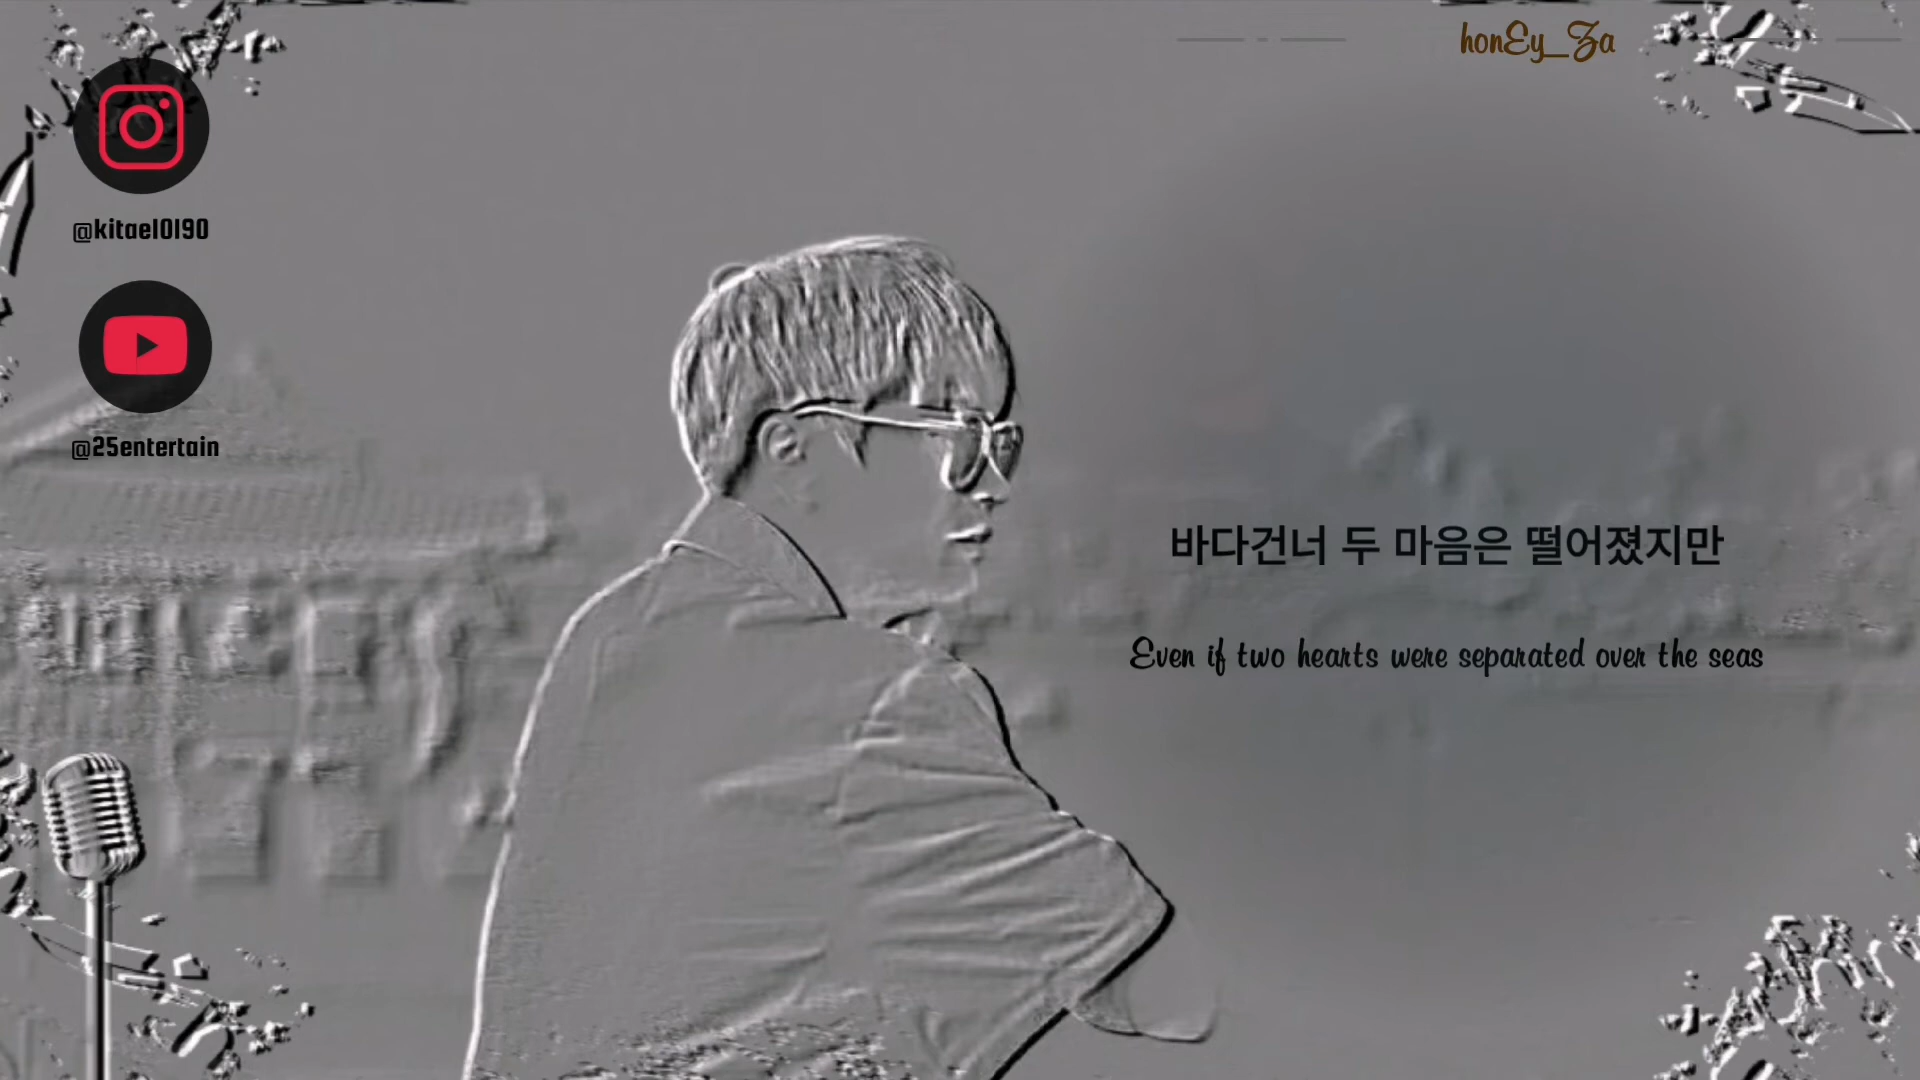 honEy_Za
@kitael0190
@25entertain
바다건너 두 마음은 떨어졌지만
Even if two hearts were separated over the seas